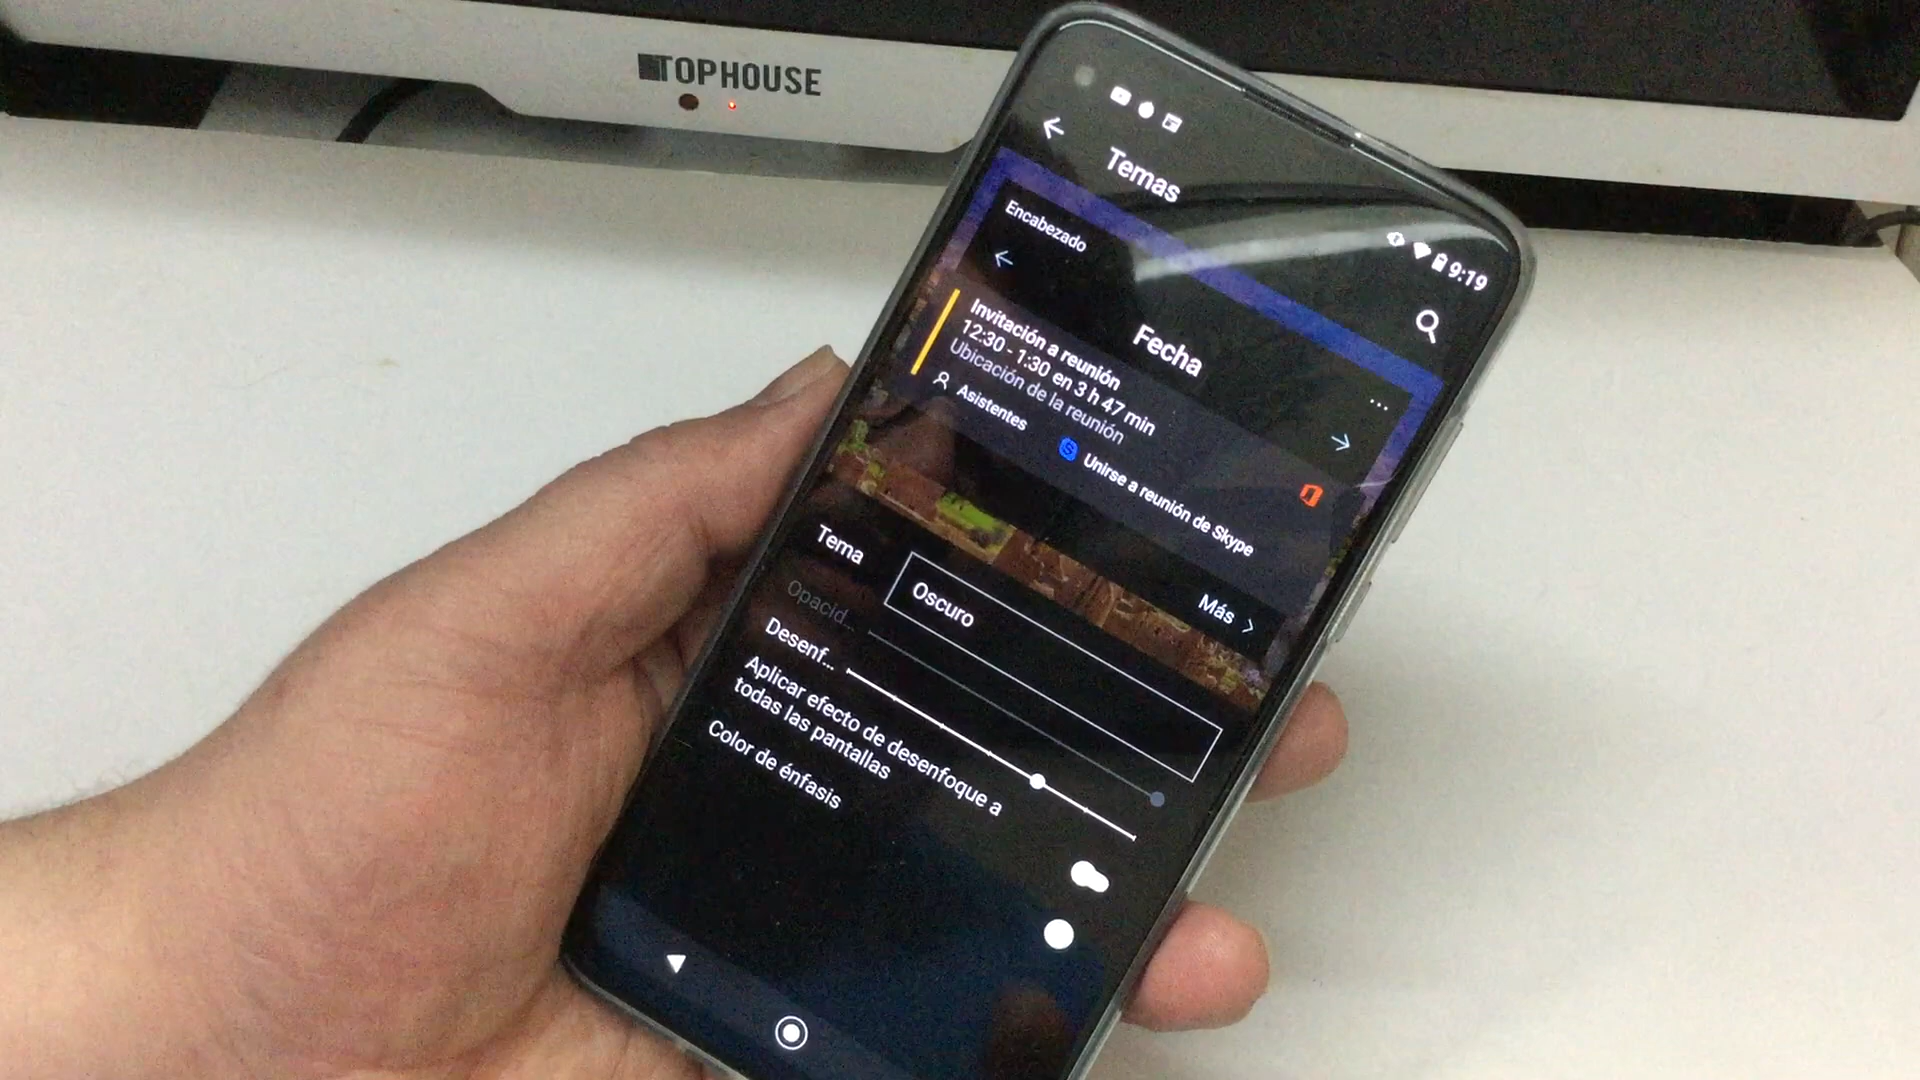 TOPHOUSE
9:19
Temas
Encabezado
Fecha
Invitación a reunión
12:30 - 1:30 en 3 h 47 min
Ubicación de la reunión
Asistentes
Unirse a reunión de Skype
Más
Tema
Oscuro
Opacid...
Desenf...
Aplicar efecto de desenfoque a
todas las pantallas
Color de énfasis